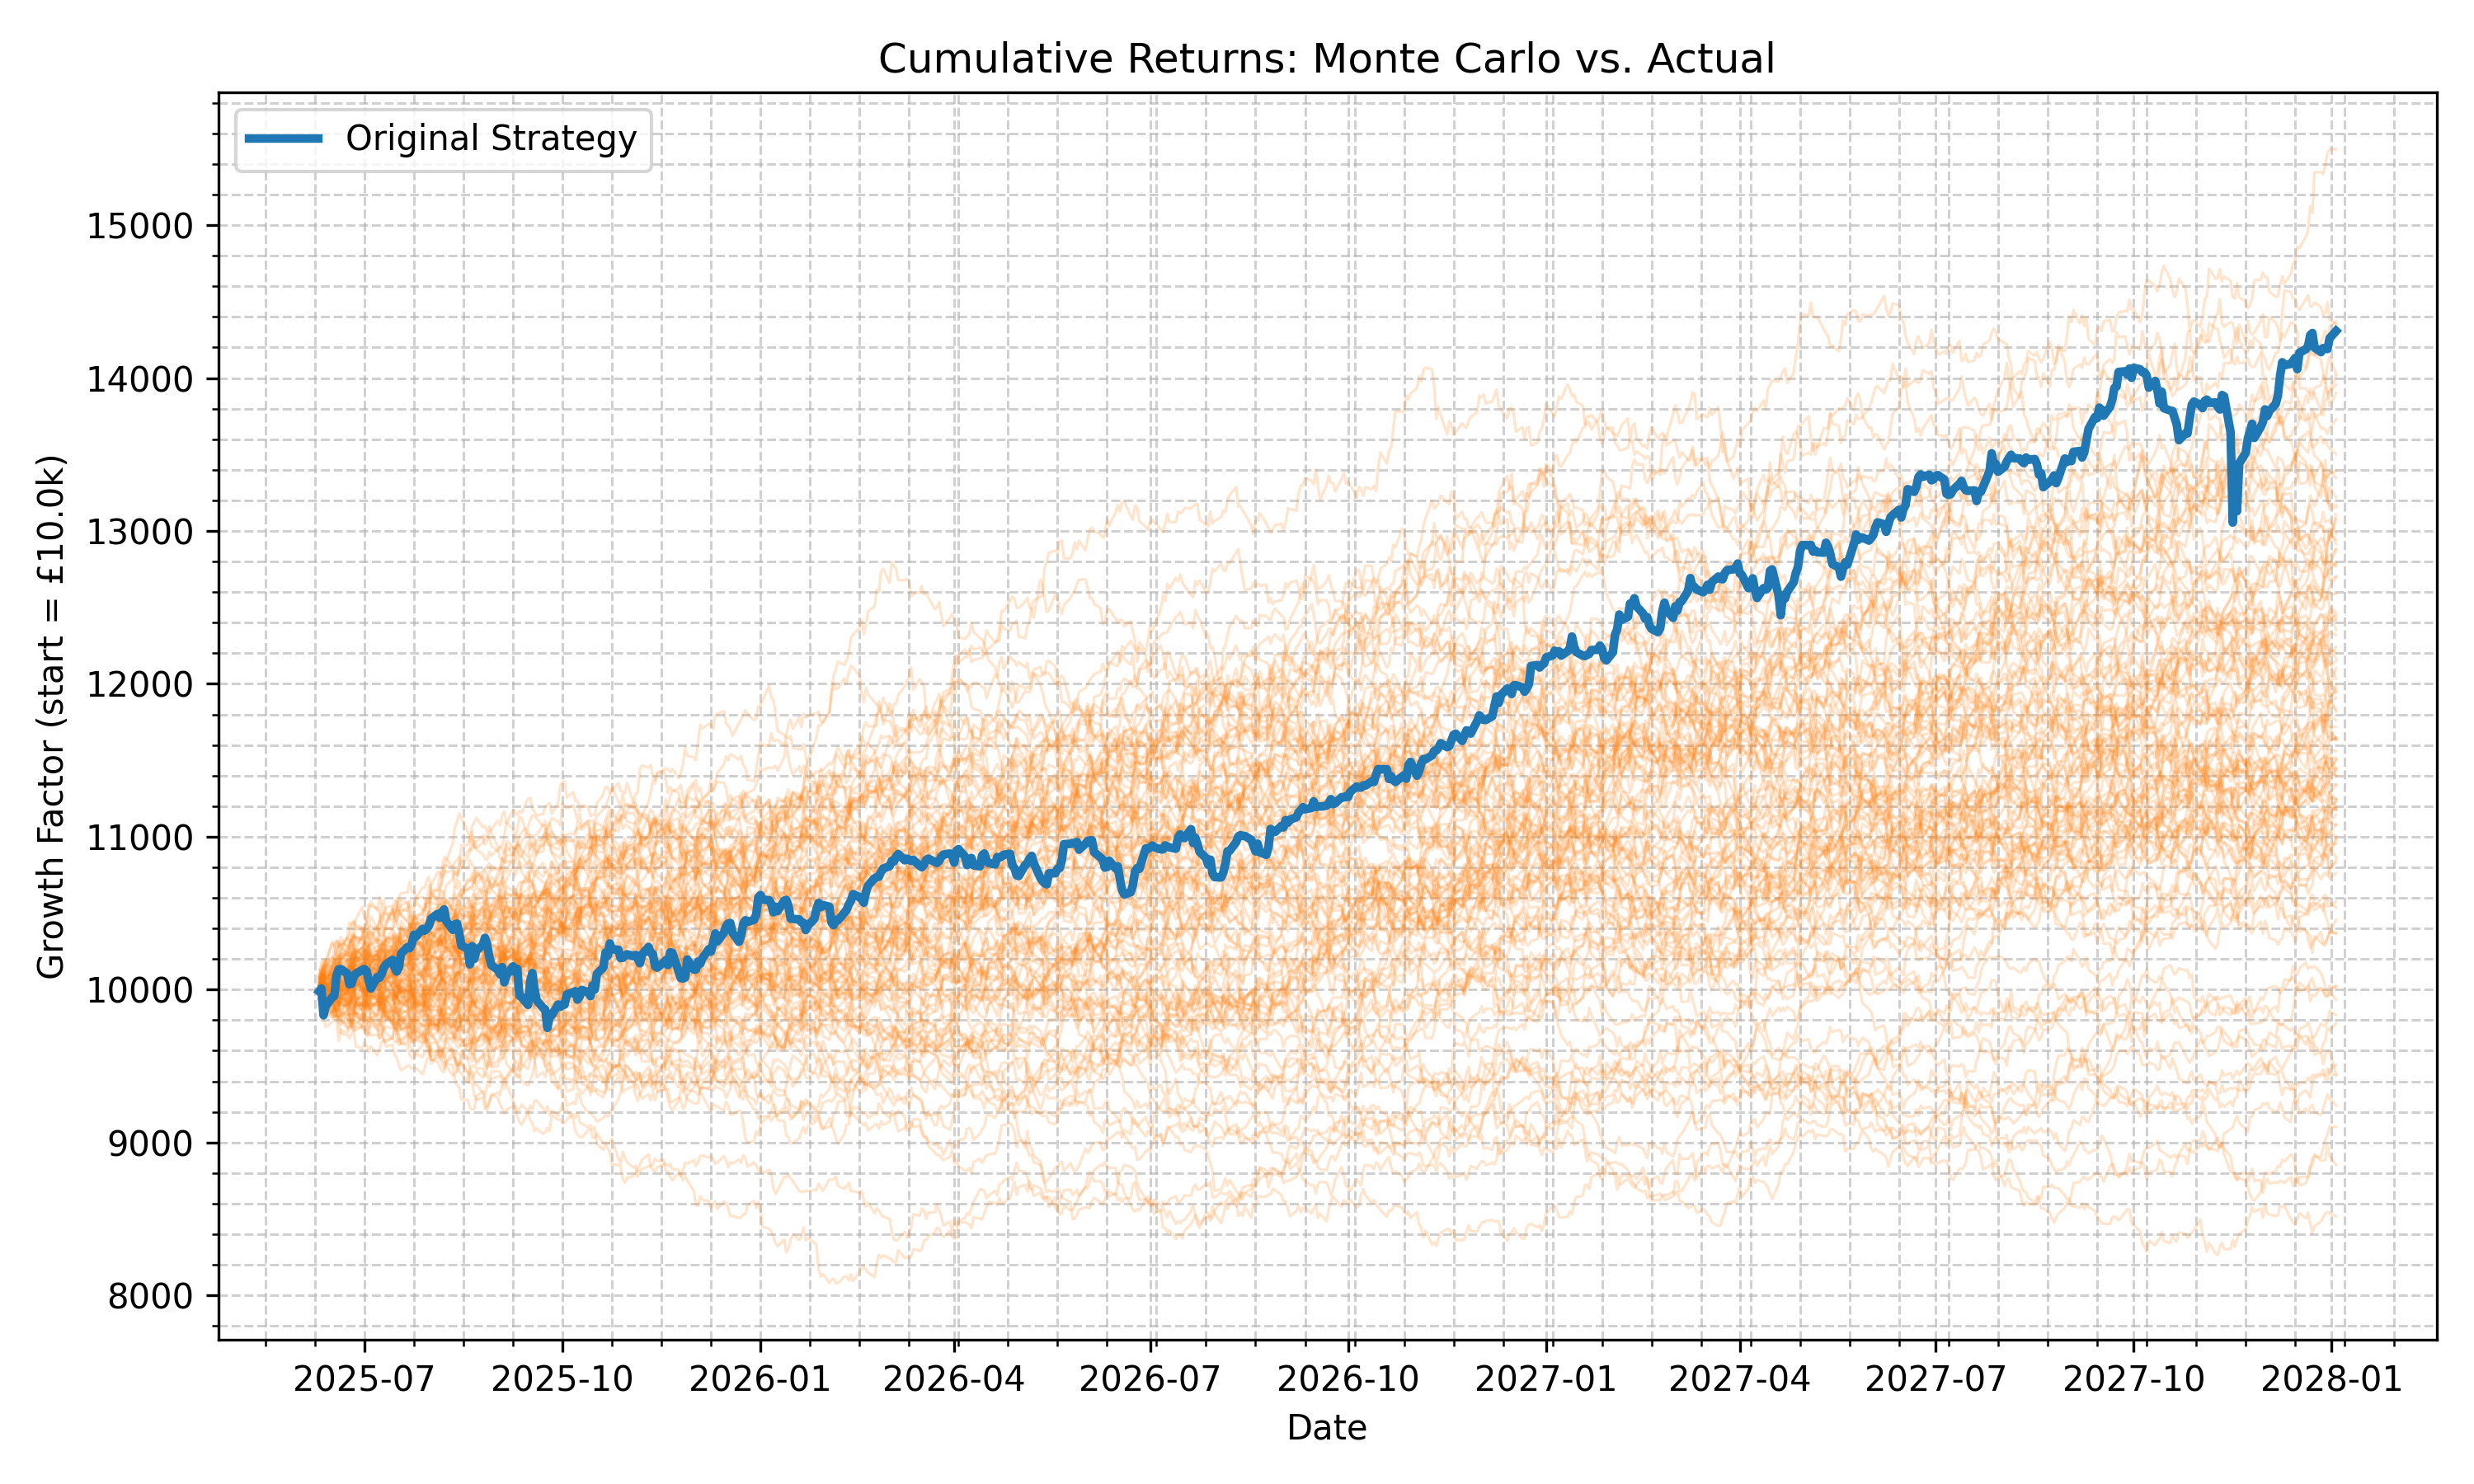 Cumulative Returns: Monte Carlo vs. Actual
Original Strategy
Growth Factor (start = £10.0k)
15000
14000
13000
12000
11000
10000
9000
8000
2025-07 2025-10 2026-01 2026-04 2026-07 2026-10 2027-01 2027-04 2027-07 2027-10 2028-01
Date